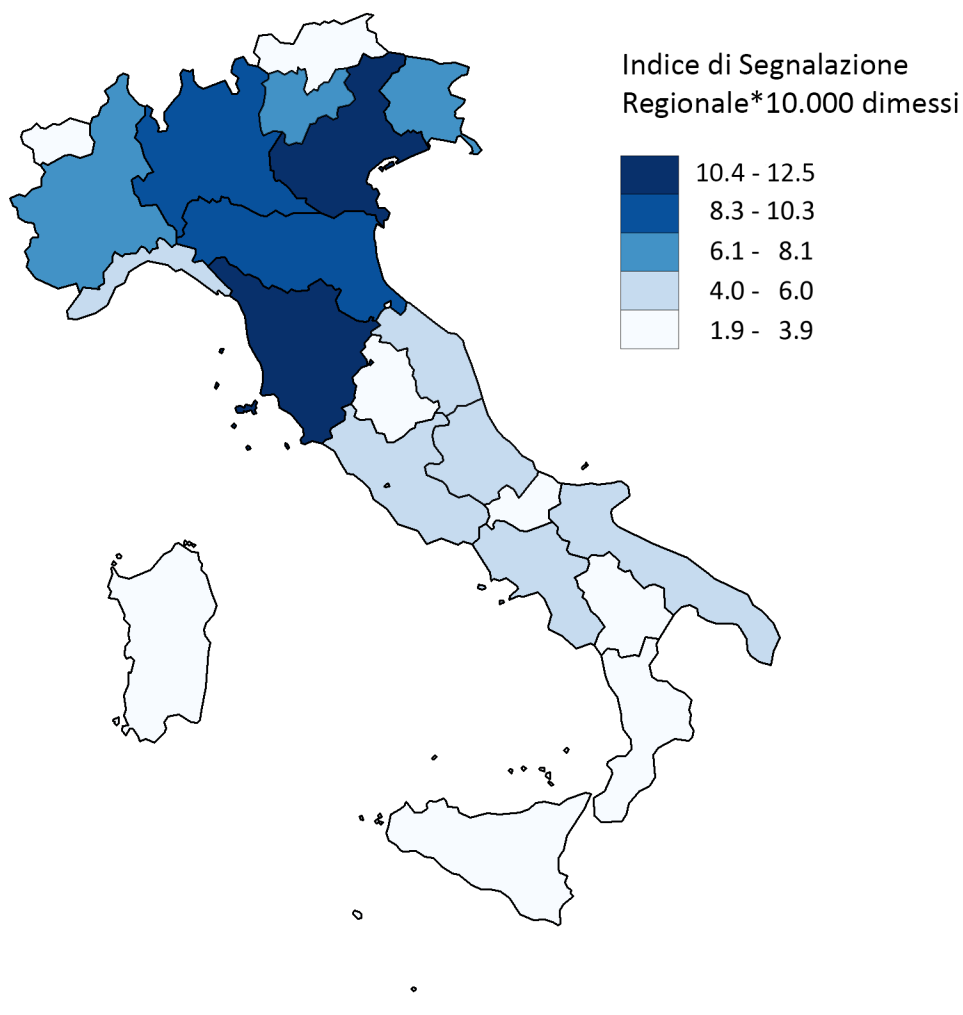 Indice di Segnalazione
Regionale*10.000 dimessi
10.4 - 12.5
8.3 - 10.3
6.1 - 8.1
4.0 - 6.0
1.9 - 3.9